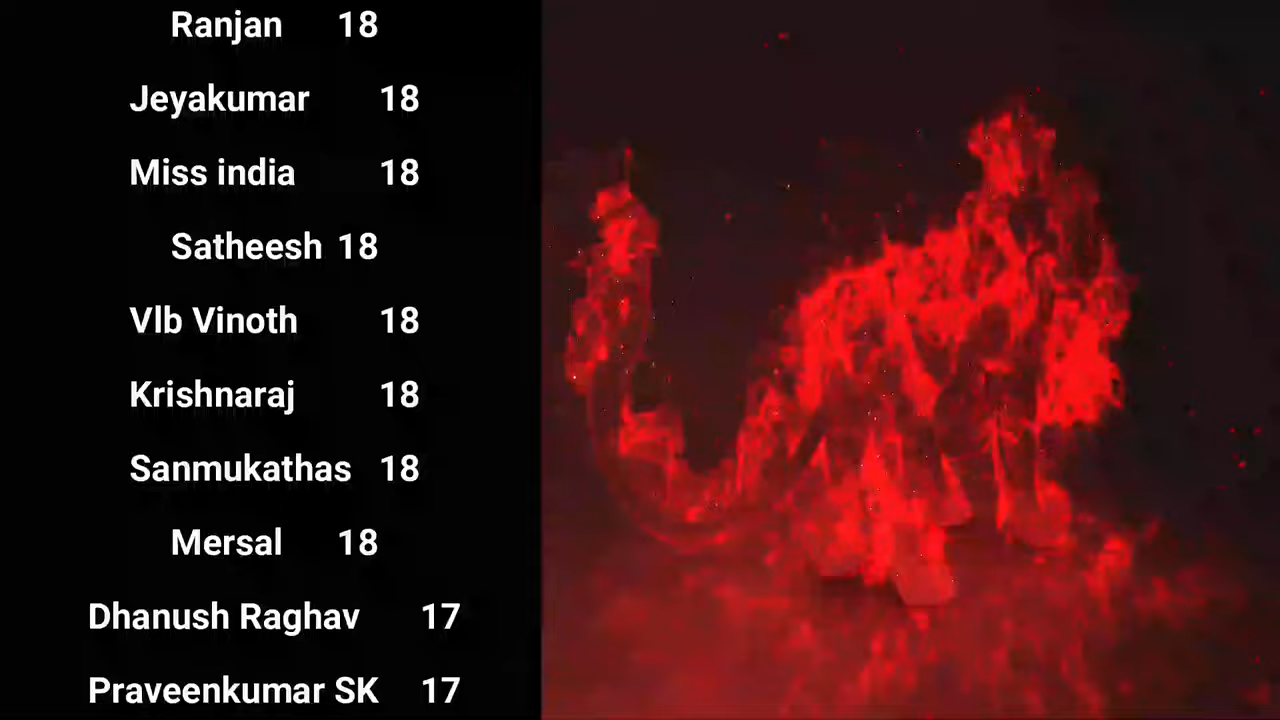 Ranjan 18
Jeyakumar 18
Miss india 18
Satheesh 18
Vlb Vinoth 18
Krishnaraj 18
Sanmukathas 18
Mersal 18
Dhanush Raghav 17
Praveenkumar SK 17